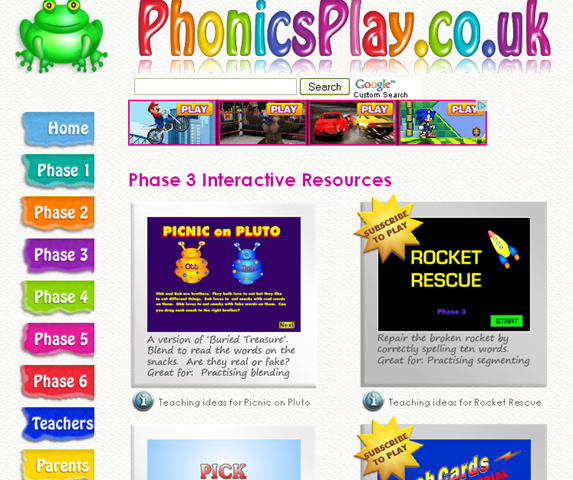 PhonicsPlay.co.uk
Search
Google™
Custom Search
PLAY
PLAY
PLAY
PLAY
Home
Phase 1
Phase 2
Phase 3
Phase 4
Phase 5
Phase 6
Teachers
Parents
Phase 3 Interactive Resources
PICNIC on PLUTO
Obb
Bob
Obb and Bob are brothers. They both love to eat but they like
to eat different things. Bob loves to eat snacks with real words
on them. Obb loves to eat snacks with fake words on them. Can
you drag each snack to the right brother?
Next
A version of 'Buried Treasure'.
Blend to read the words on the
snacks. Are they real or fake?
Great for: Practising blending
Teaching ideas for Picnic on Pluto
SUBSCRIBE
TO PLAY
ROCKET
RESCUE
Phase 3
START
Repair the broken rocket by
correctly spelling ten words.
Great for: Practising segmenting
Teaching ideas for Rocket Rescue
PICK
SUBSCRIBE
TO PLAY
Cards